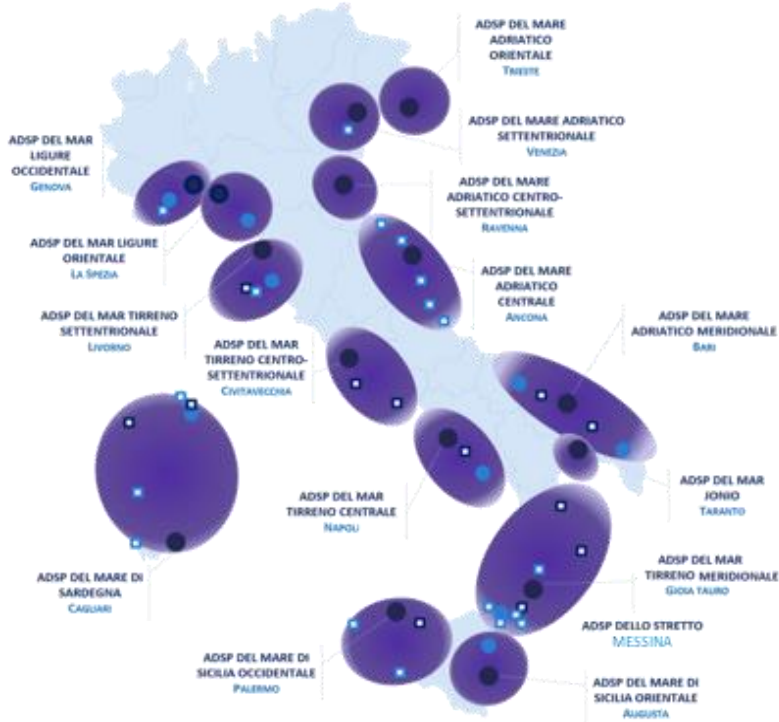 ADSP DEL MARE
ADRIATICO
ORIENTALE
TRIESTE
ADSP DEL MARE ADRIATICO
SETTENTRIONALE
VENEZIA
ADSP DEL MAR
LIGURE
OCCIDENTALE
GENOVA
ADSP DEL MARE
ADRIATICO CENTRO-
SETTENTRIONALE
RAVENNA
ADSP DEL MAR LIGURE
ORIENTALE
LA SPEZIA
ADSP DEL MARE
ADRIATICO
CENTRALE
ANCONA
ADSP DEL MAR TIRRENO
SETTENTRIONALE
LIVORNO
ADSP DEL MARE
ADRIATICO MERIDIONALE
BARI
ADSP DEL MAR
TIRRENO CENTRO-
SETTENTRIONALE
CIVITAVECCHIA
ADSP DEL MAR
JONIO
TARANTO
ADSP DEL MAR
TIRRENO CENTRALE
NAPOLI
ADSP DEL MAR
TIRRENO MERIDIONALE
GIOIA TAURO
ADSP DEL MARE DI
SARDEGNA
CAGLIARI
ADSP DELLO STRETTO
MESSINA
ADSP DEL MARE DI
SICILIA OCCIDENTALE
PALERMO
ADSP DEL MARE DI
SICILIA ORIENTALE
AUGUSTA